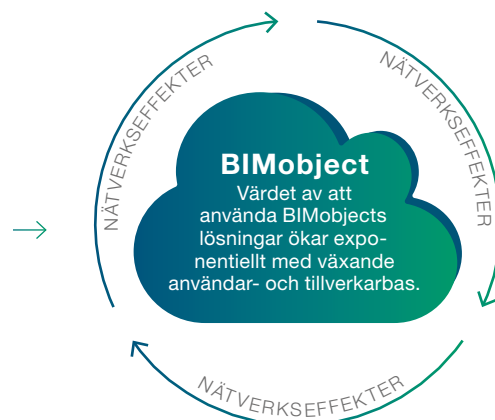 NÄTVERKSEFFEKTER
NÄTVERKSEFFEKTER
BIMobject
Värdet av att
använda BIMobjects
lösningar ökar expo-
nentiellt med växande
användar- och tillverkarbas.
NÄTVERKSEFFEKTER